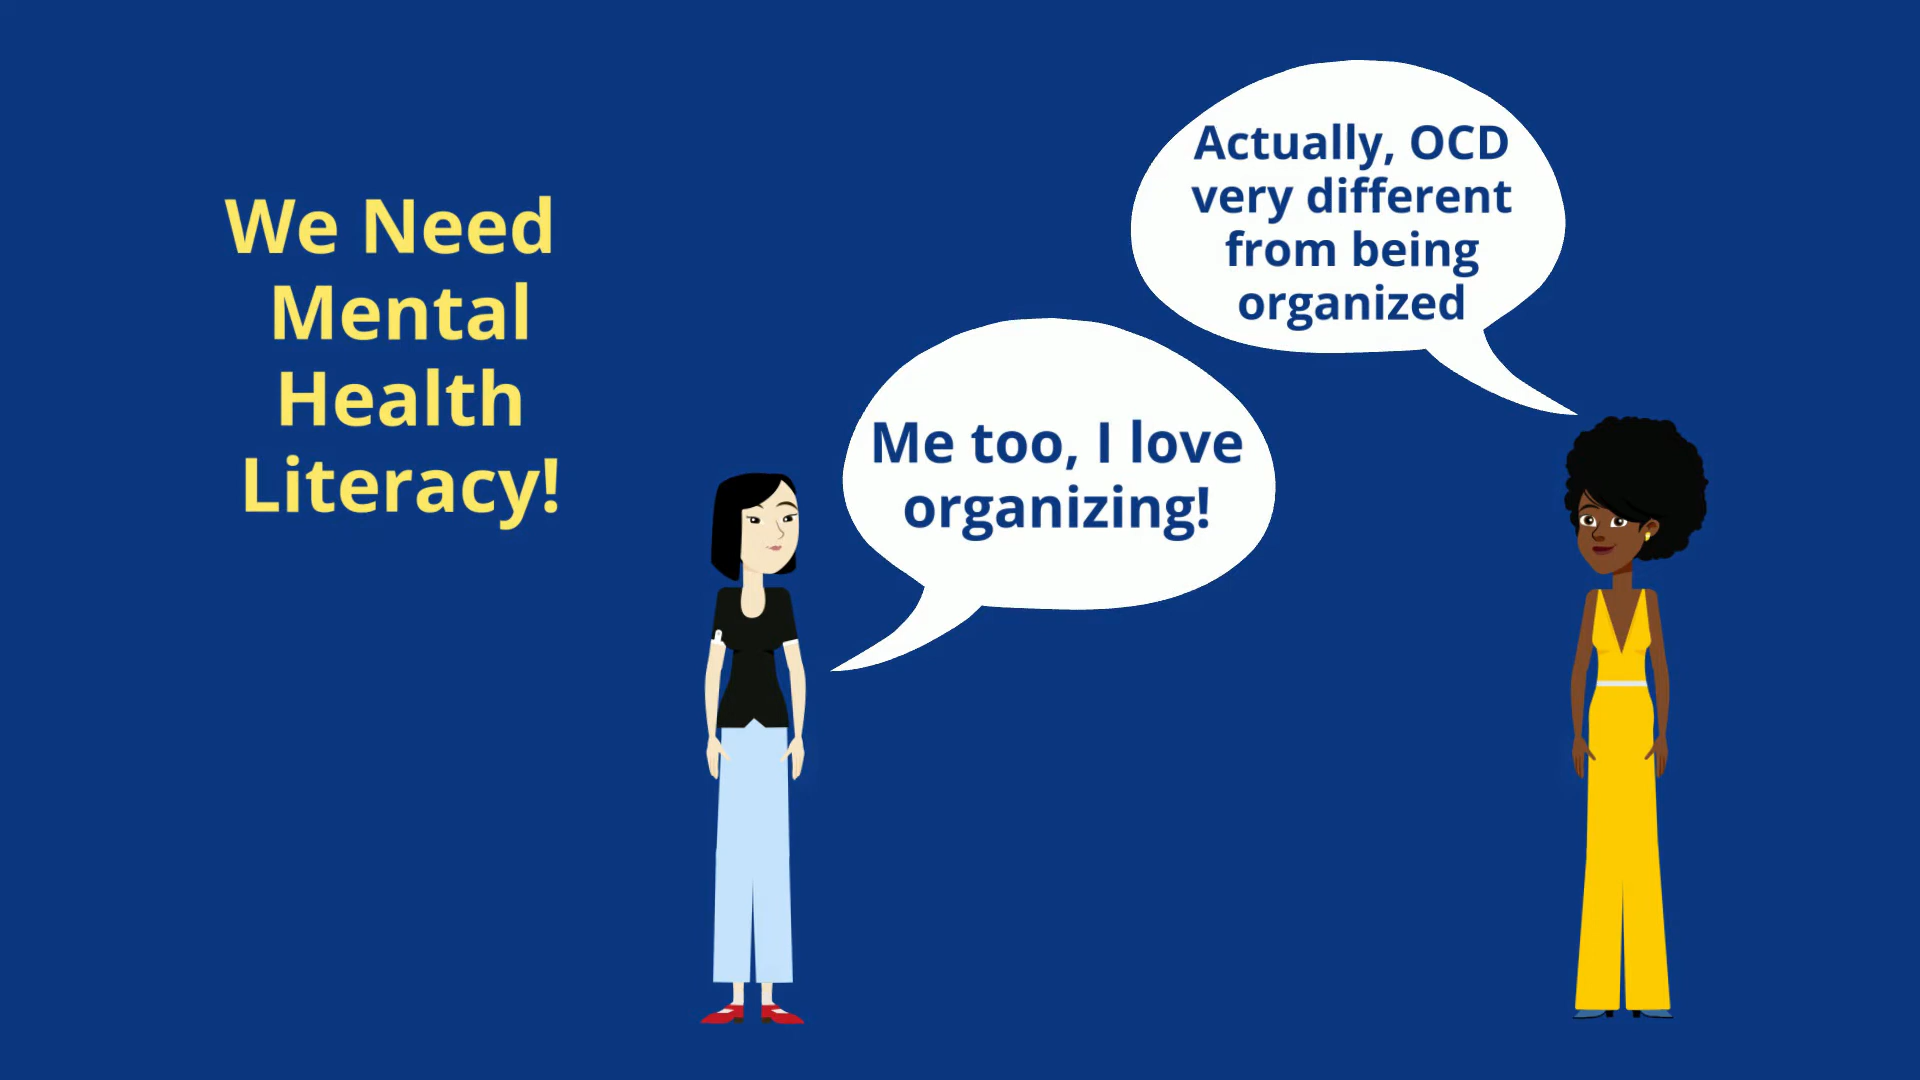 We Need
Mental
Health
Literacy!
Me too, I love
organizing!
Actually, OCD
very different
from being
organized